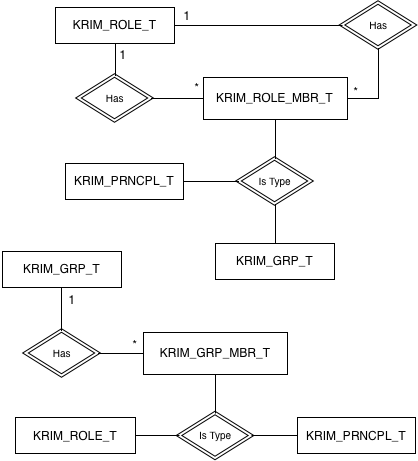 KRIM_ROLE_T
1
Has
1
Has
*
KRIM_ROLE_MBR_T
*
KRIM_PRNCPL_T
Is Type
KRIM_GRP_T
KRIM_GRP_T
1
Has
*
KRIM_GRP_MBR_T
KRIM_ROLE_T
Is Type
KRIM_PRNCPL_T